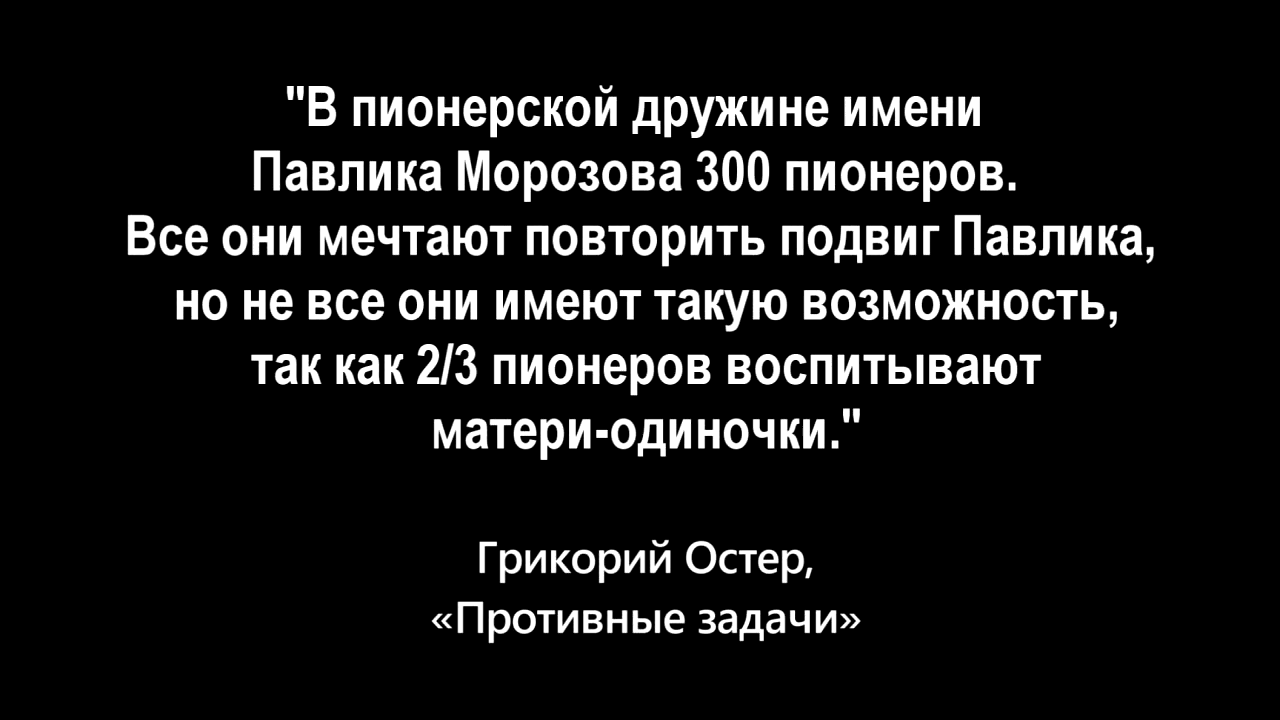 "В пионерской дружине имени
Павлика Морозова 300 пионеров.
Все они мечтают повторить подвиг Павлика,
но не все они имеют такую возможность,
так как 2/3 пионеров воспитывают
матери-одиночки."
Грикорий Остер,
«Противные задачи»